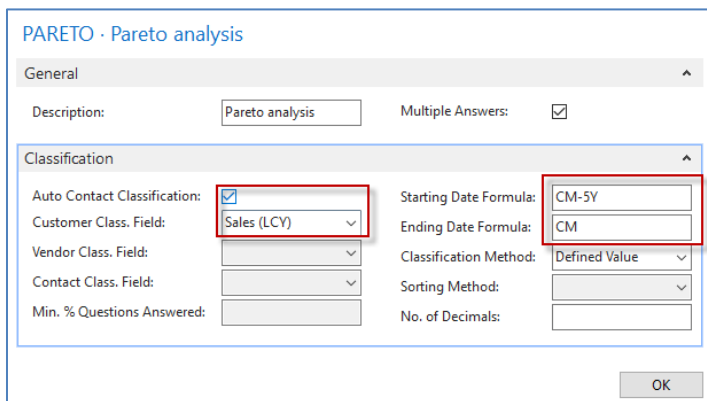 PARETO · Pareto analysis
General
Description: Pareto analysis Multiple Answers:
Classification
Auto Contact Classification: Starting Date Formula: CM-5Y
Customer Class. Field: Sales (LCY) Ending Date Formula: CM
Vendor Class. Field: Classification Method: Defined Value
Contact Class. Field: Sorting Method:
Min. % Questions Answered: No. of Decimals:
OK